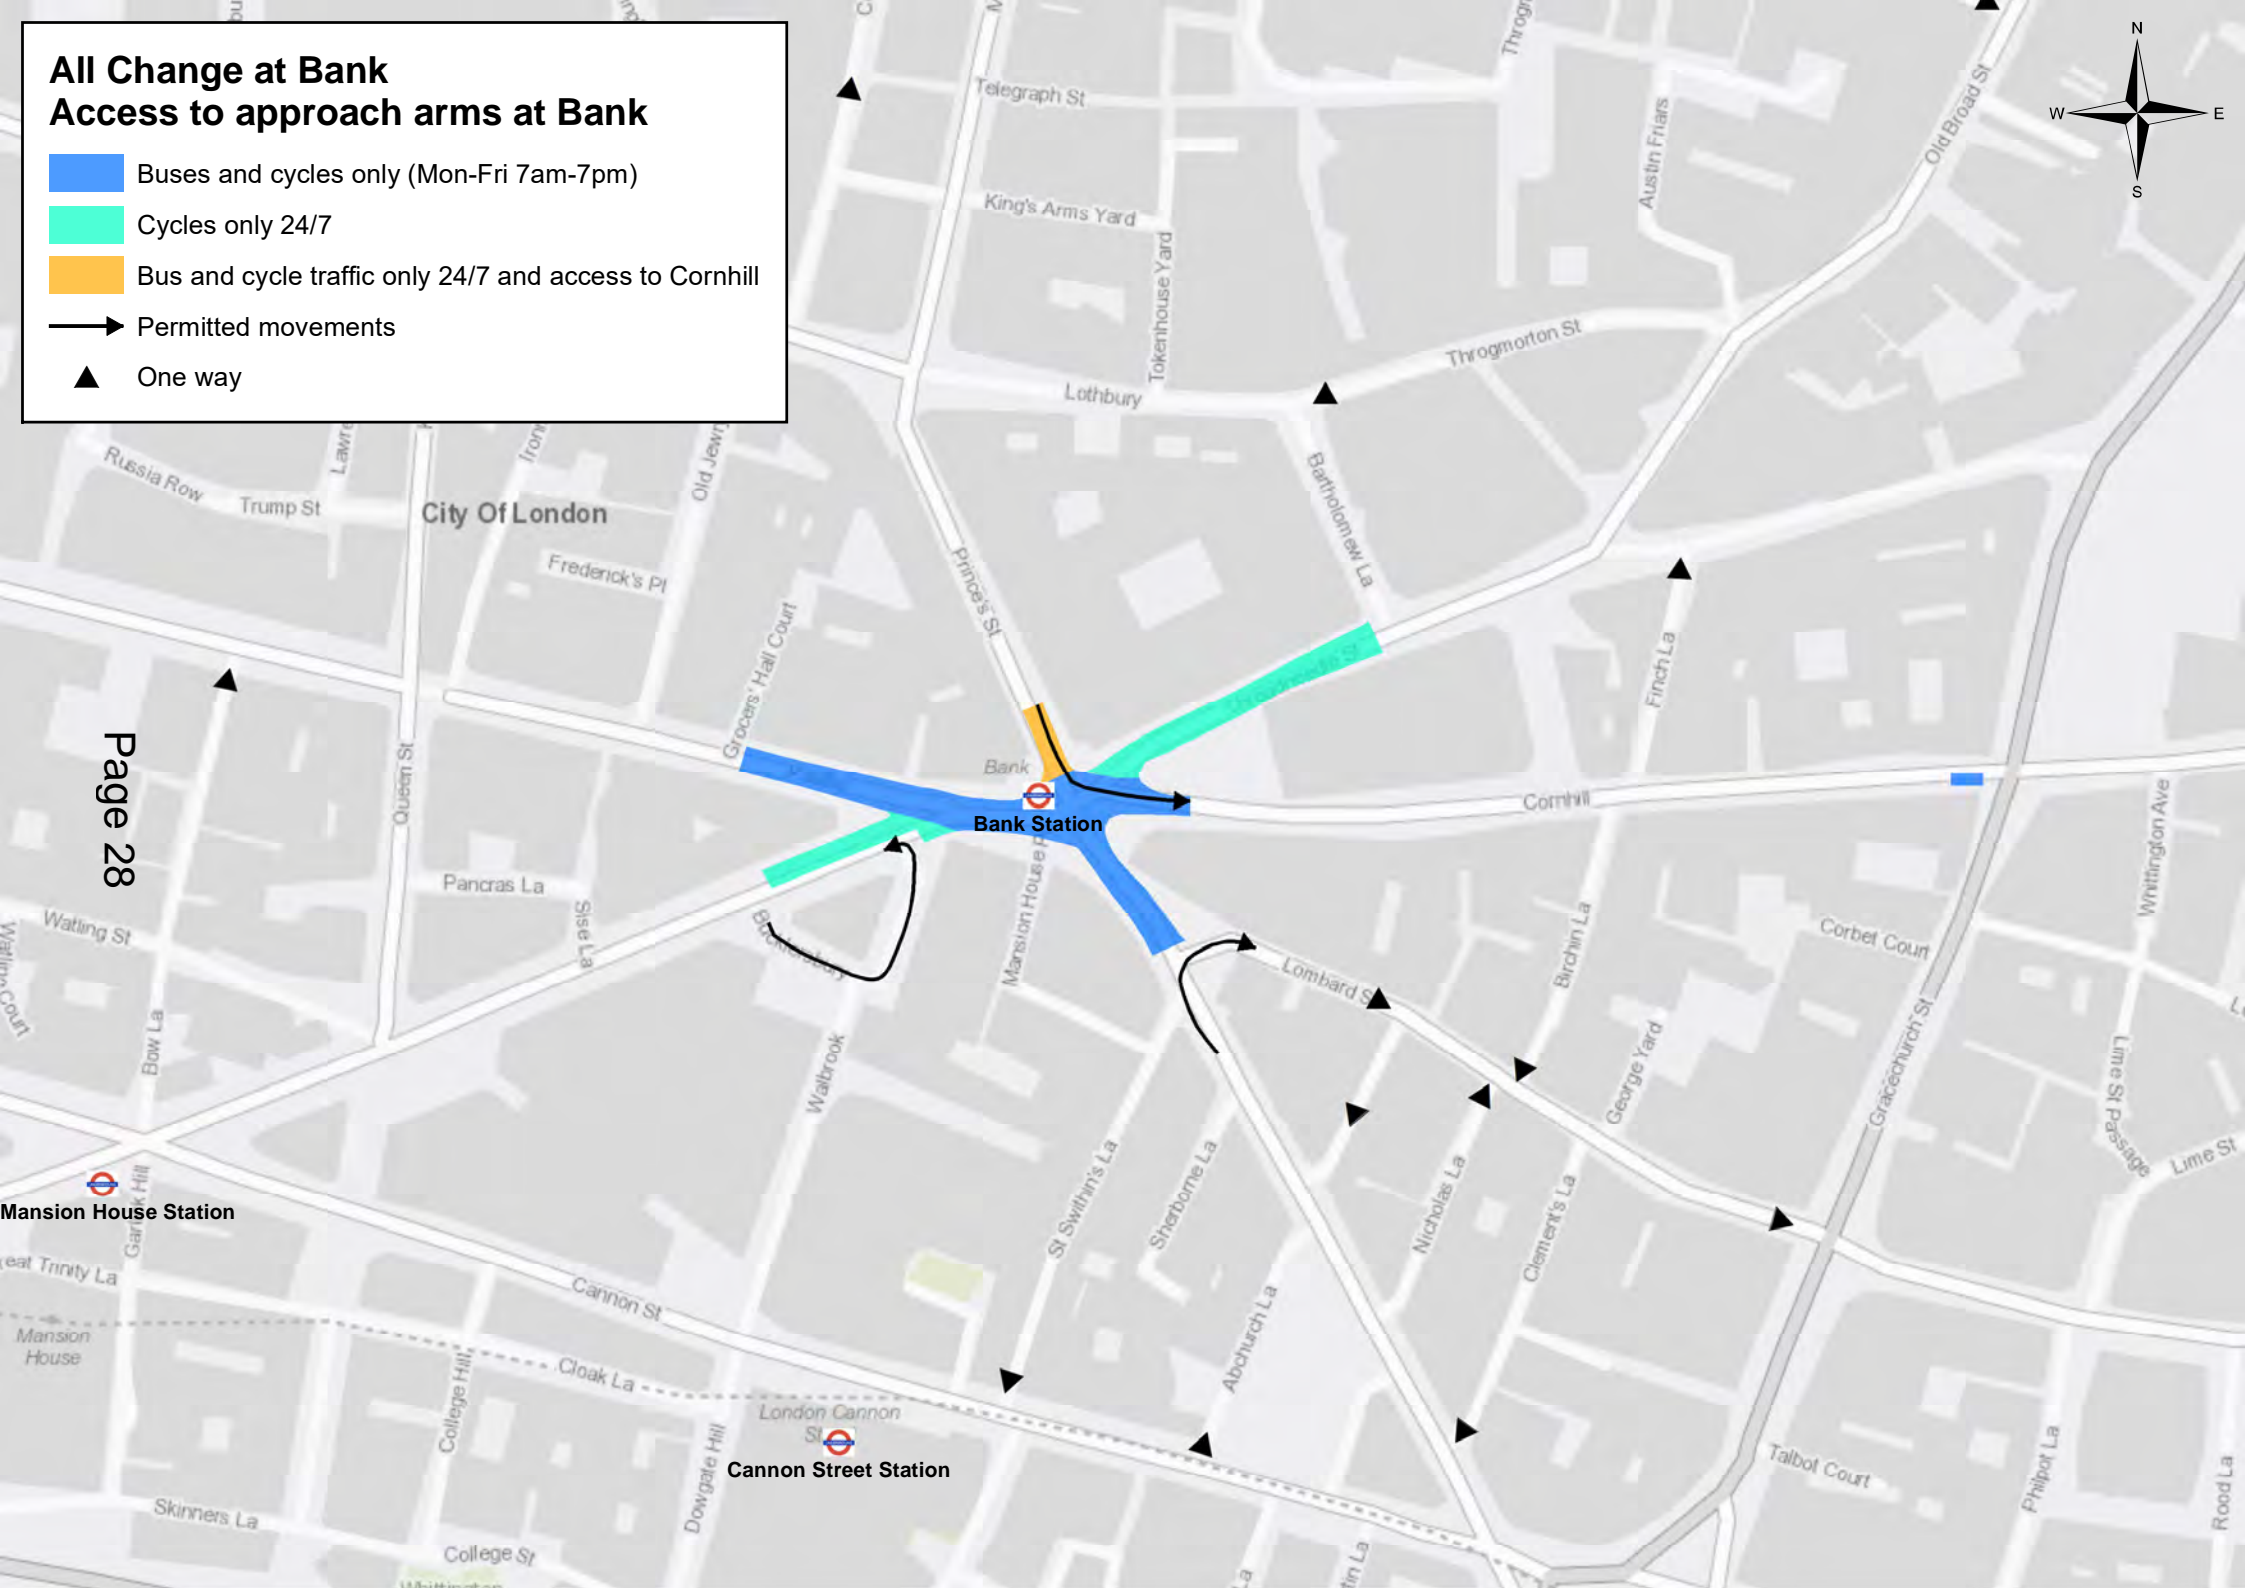 All Change at Bank
Access to approach arms at Bank
Buses and cycles only (Mon-Fri 7am-7pm)
Cycles only 24/7
Bus and cycle traffic only 24/7 and access to Cornhill
Permitted movements
One way
N
W
E
S
Telegraph St
King's Arms Yard
Tokenhouse Yard
Austin Friars
Old Broad St
Throgmorton St
Lothbury
Bartholomew La
Russia Row
Trump St
City Of London
Old Jewry
Frederick's Pl
Grocers' Hall Court
Prince's St
Finch La
Page 28
Queen St
Bank
Bank Station
Cornhill
Whittington Ave
Pancras La
Sise La
Bucklersbury
Mansion House P
Watling St
Watling Court
Bow La
Walbrook
Lombard S
Birchin La
Corbet Court
George Yard
Gracechurch St
Lime St Passage
Lime St
St Swithin's La
Sherborne La
Nicholas La
Clement's La
Abchurch La
Mansion House Station
Garlick Hill
reat Trinity La
Mansion
House
Cannon St
Cloak La
College Hill
London Cannon
St
Cannon Street Station
Dowgate Hill
Skinners La
College St
Talbot Court
Philpot La
Rood La